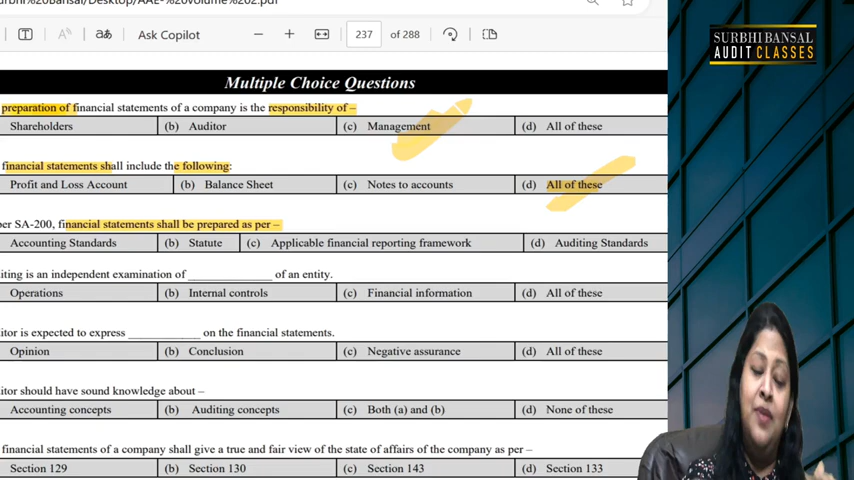 Desktop/AAE-%20Volume%202.pdf
Ask Copilot
237 of 288
SURBHI BANSAL
AUDIT CLASSES
Multiple Choice Questions
preparation of financial statements of a company is the responsibility of –
Shareholders (b) Auditor (c) Management (d) All of these
financial statements shall include the following:
Profit and Loss Account (b) Balance Sheet (c) Notes to accounts (d) All of these
per SA-200, financial statements shall be prepared as per –
Accounting Standards (b) Statute (c) Applicable financial reporting framework (d) Auditing Standards
is an independent examination of ______________ of an entity.
Operations (b) Internal controls (c) Financial information (d) All of these
is expected to express ____________ on the financial statements.
Opinion (b) Conclusion (c) Negative assurance (d) All of these
should have sound knowledge about –
Accounting concepts (b) Auditing concepts (c) Both (a) and (b) (d) None of these
financial statements of a company shall give a true and fair view of the state of affairs of the company as per –
Section 129 (b) Section 130 (c) Section 143 (d) Section 133